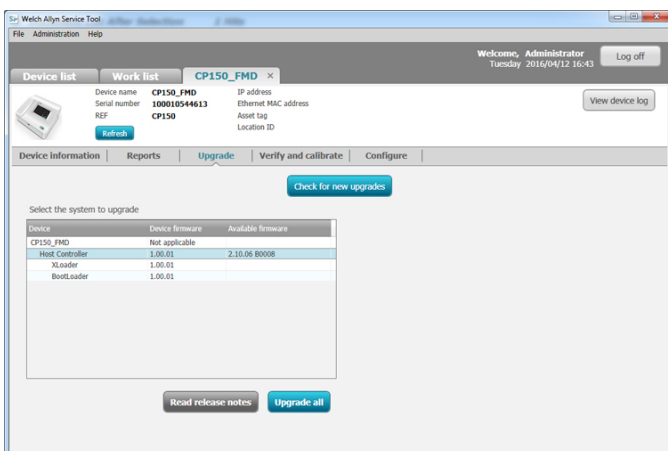 Welch Allyn Service Tool
File Administration Help
Welcome, Administrator
Tuesday 2016/04/12 16:43
Log off
Device list Work list CP150_FMD ×
Device name CP150_FMD IP address
Serial number 100010544613 Ethernet MAC address
REF CP150 Asset tag
Location ID
Refresh
View device log
Device information Reports Upgrade Verify and calibrate Configure
Check for new upgrades
Select the system to upgrade
Device Device firmware Available firmware
CP150_FMD Not applicable
Host Controller 1.00.01 2.10.06 B0008
XLoader 1.00.01
BootLoader 1.00.01
Read release notes Upgrade all